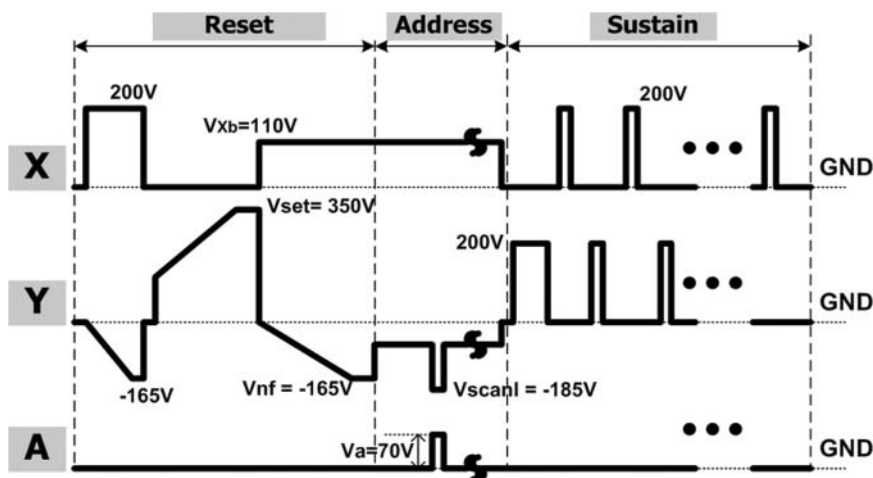 Reset Address Sustain
200V 200V
VXb=110V
X GND
Vset= 350V
200V
Y GND
-165V Vnf = -165V Vscanl = -185V
A Va=70V GND